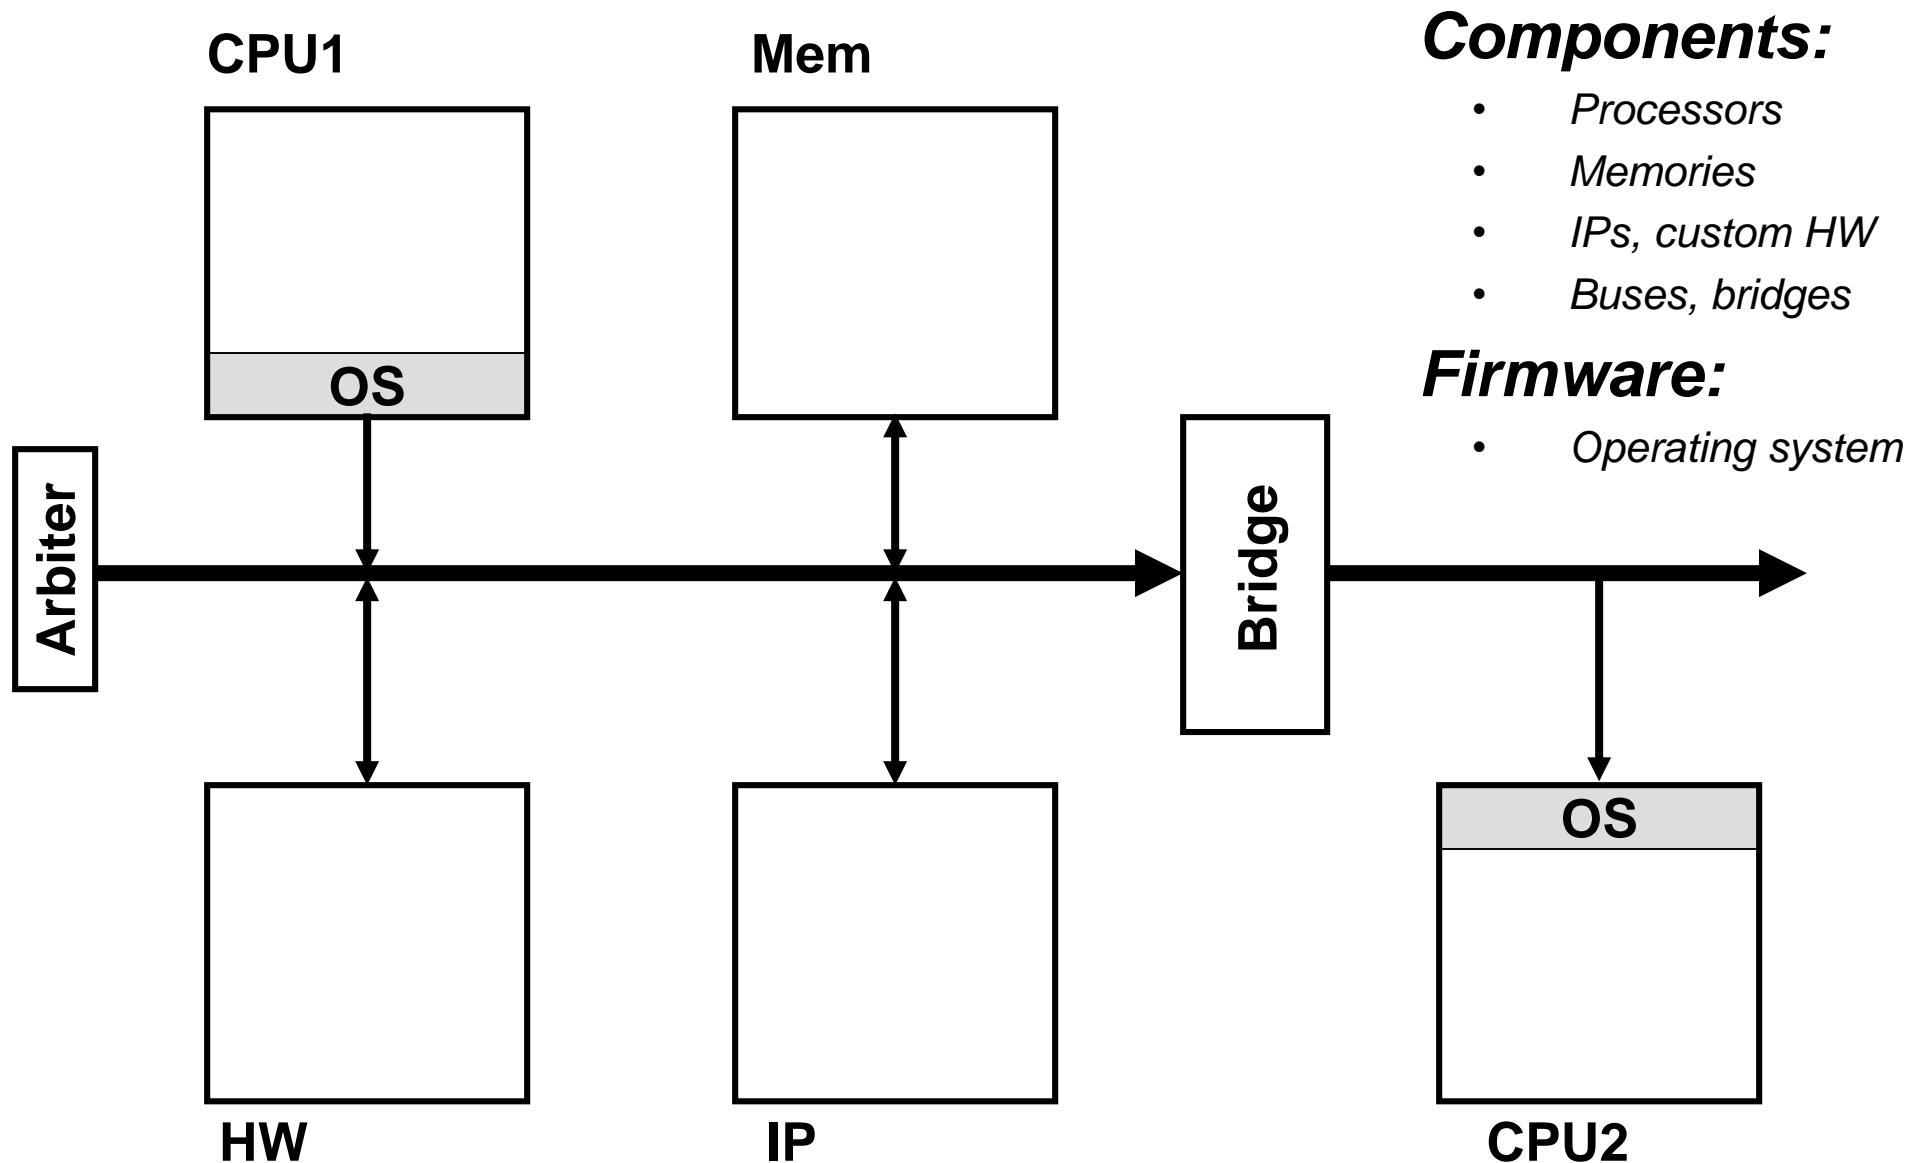 CPU1
Mem
Components:
• Processors
• Memories
• IPs, custom HW
• Buses, bridges
Firmware:
• Operating system
OS
Arbiter
Bridge
OS
HW
IP
CPU2